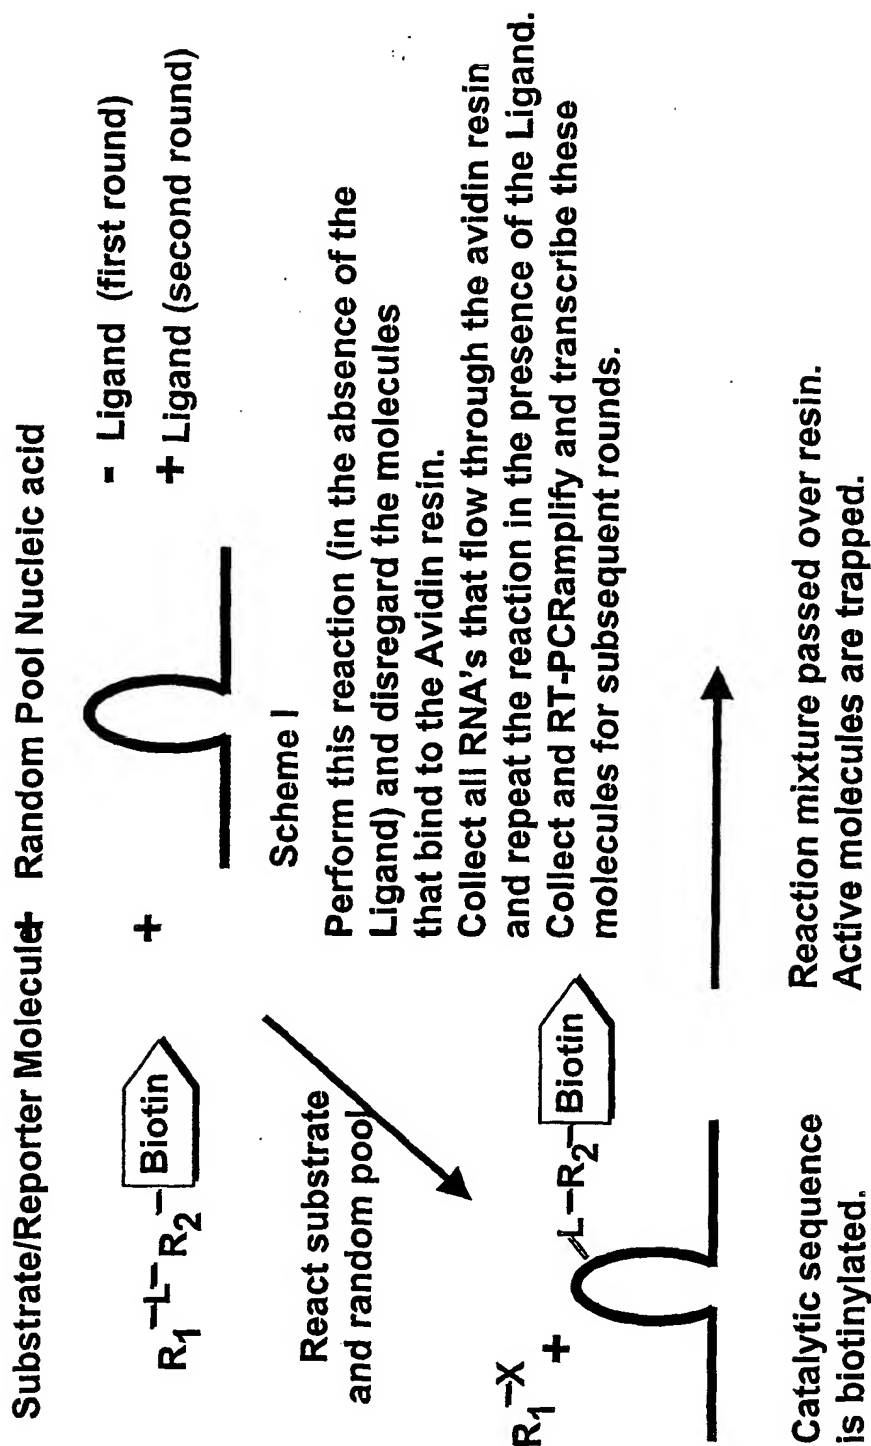 Substrate/Reporter Molecule+ Random Pool Nucleic acid
R1-L-R2-Biotin
+
- Ligand (first round)
+ Ligand (second round)
Scheme I
Perform this reaction (in the absence of the
Ligand) and disregard the molecules
that bind to the Avidin resin.
Collect all RNA's that flow through the avidin resin
and repeat the reaction in the presence of the Ligand.
Collect and RT-PCRamplify and transcribe these
molecules for subsequent rounds.
React substrate
and random pool
R1-X
+
L-R2-Biotin
Catalytic sequence
is biotinylated.
Reaction mixture passed over resin.
Active molecules are trapped.